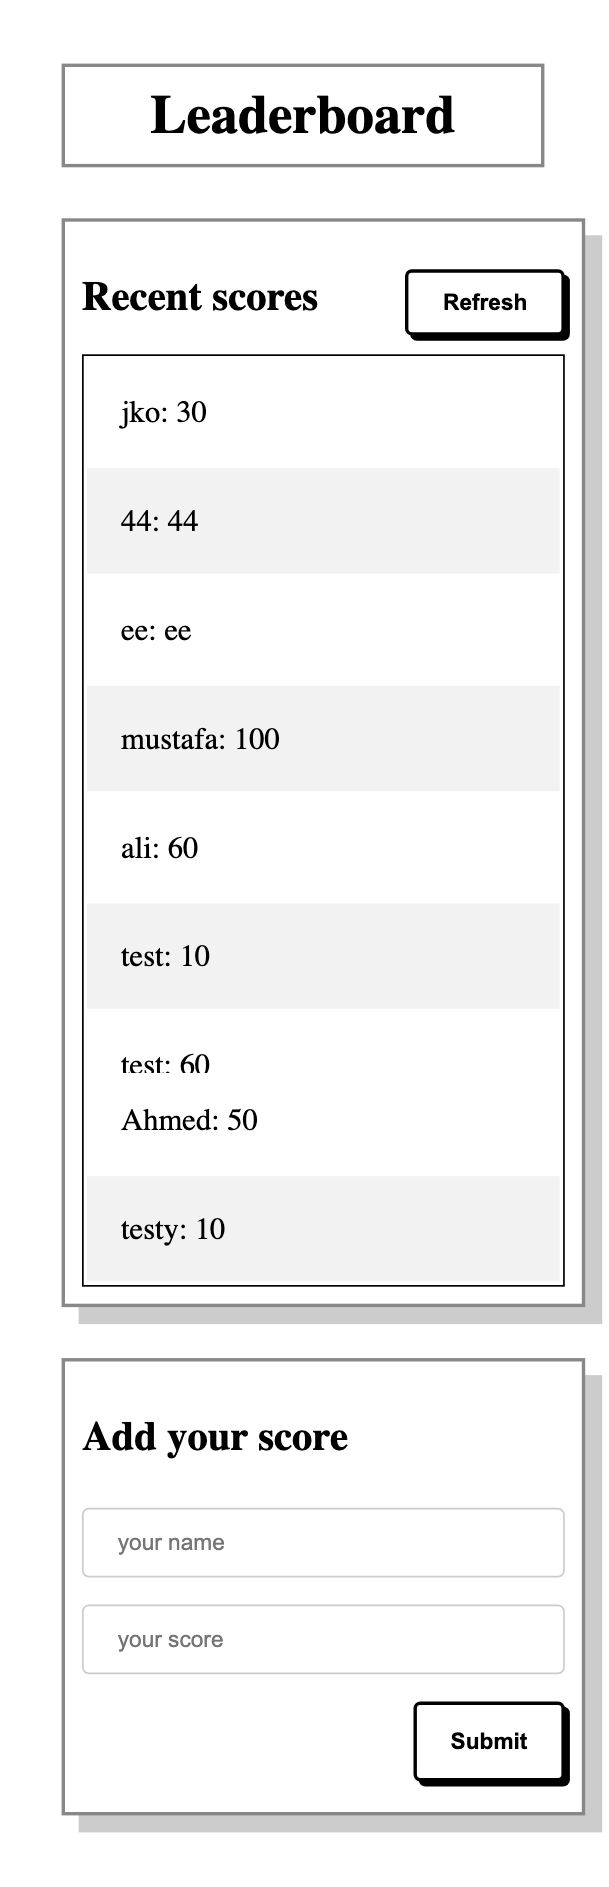 Leaderboard
Recent scores
Refresh
jko: 30
44: 44
ee: ee
mustafa: 100
ali: 60
test: 10
test: 60
Ahmed: 50
testy: 10
Add your score
your name
your score
Submit